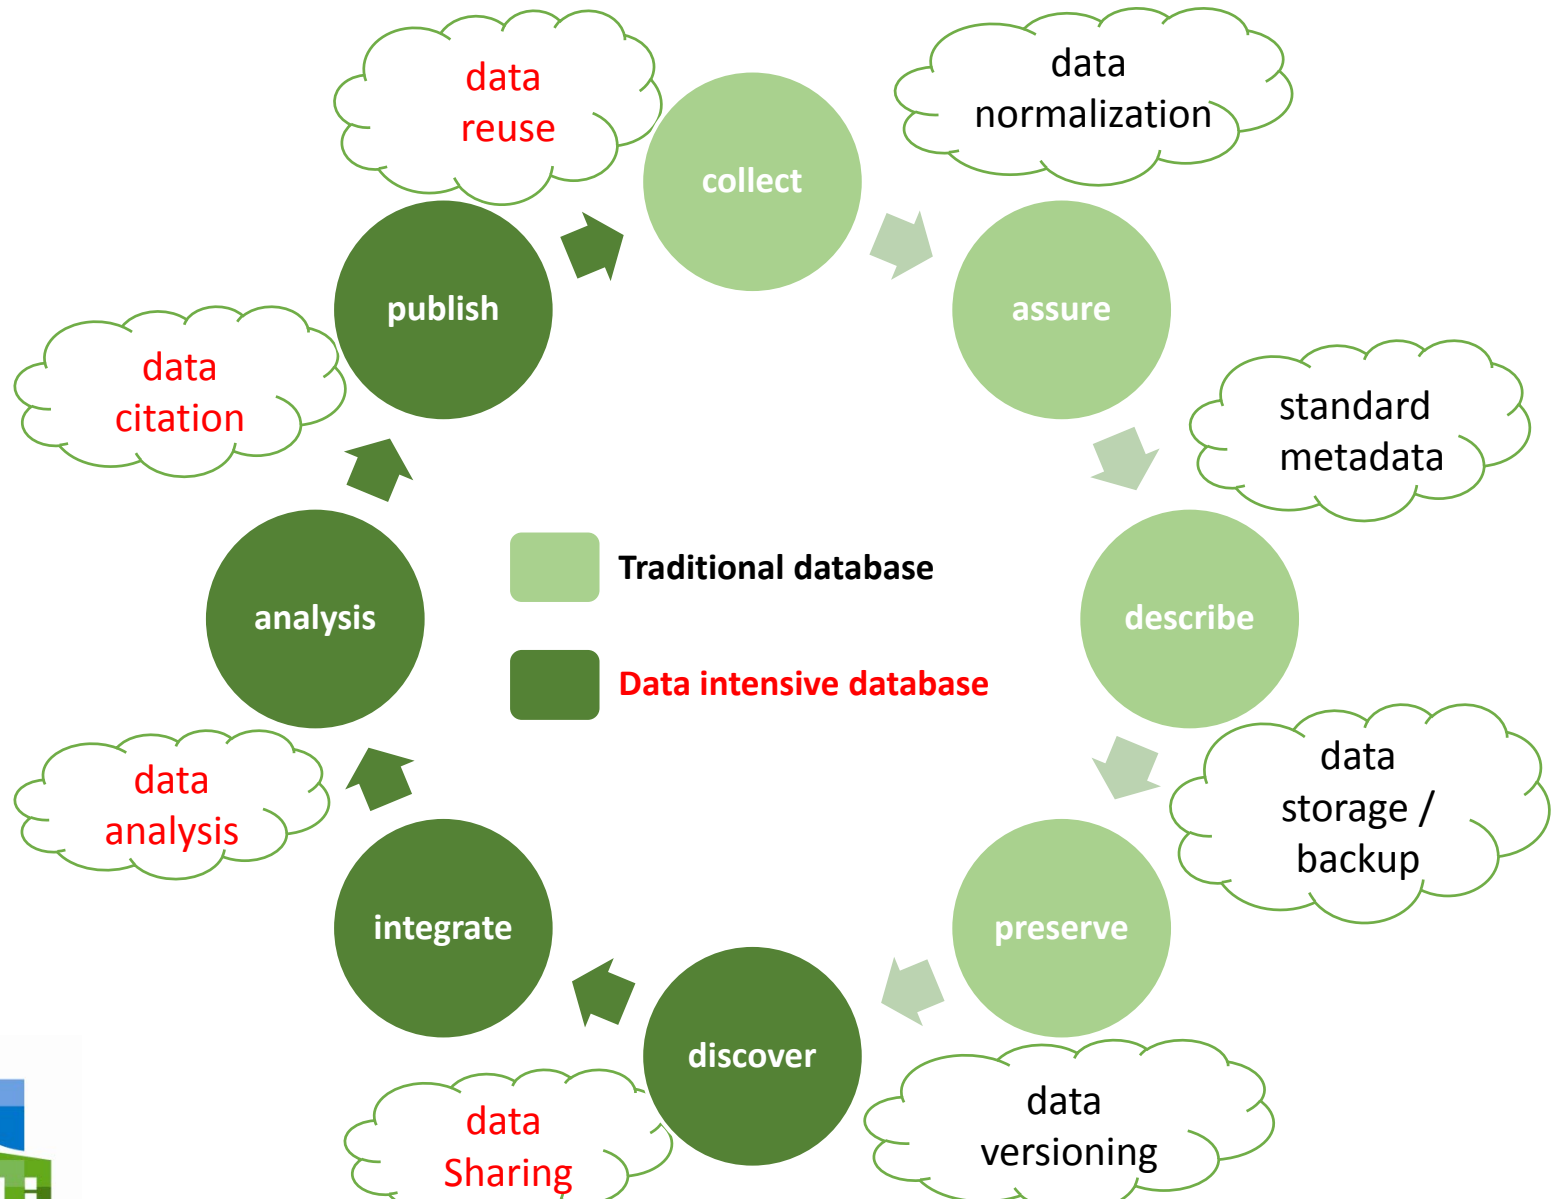 data
reuse
data
normalization
collect
publish
assure
data
citation
standard
metadata
Traditional database
analysis
describe
Data intensive database
data
analysis
data
storage /
backup
integrate
preserve
discover
data
Sharing
data
versioning